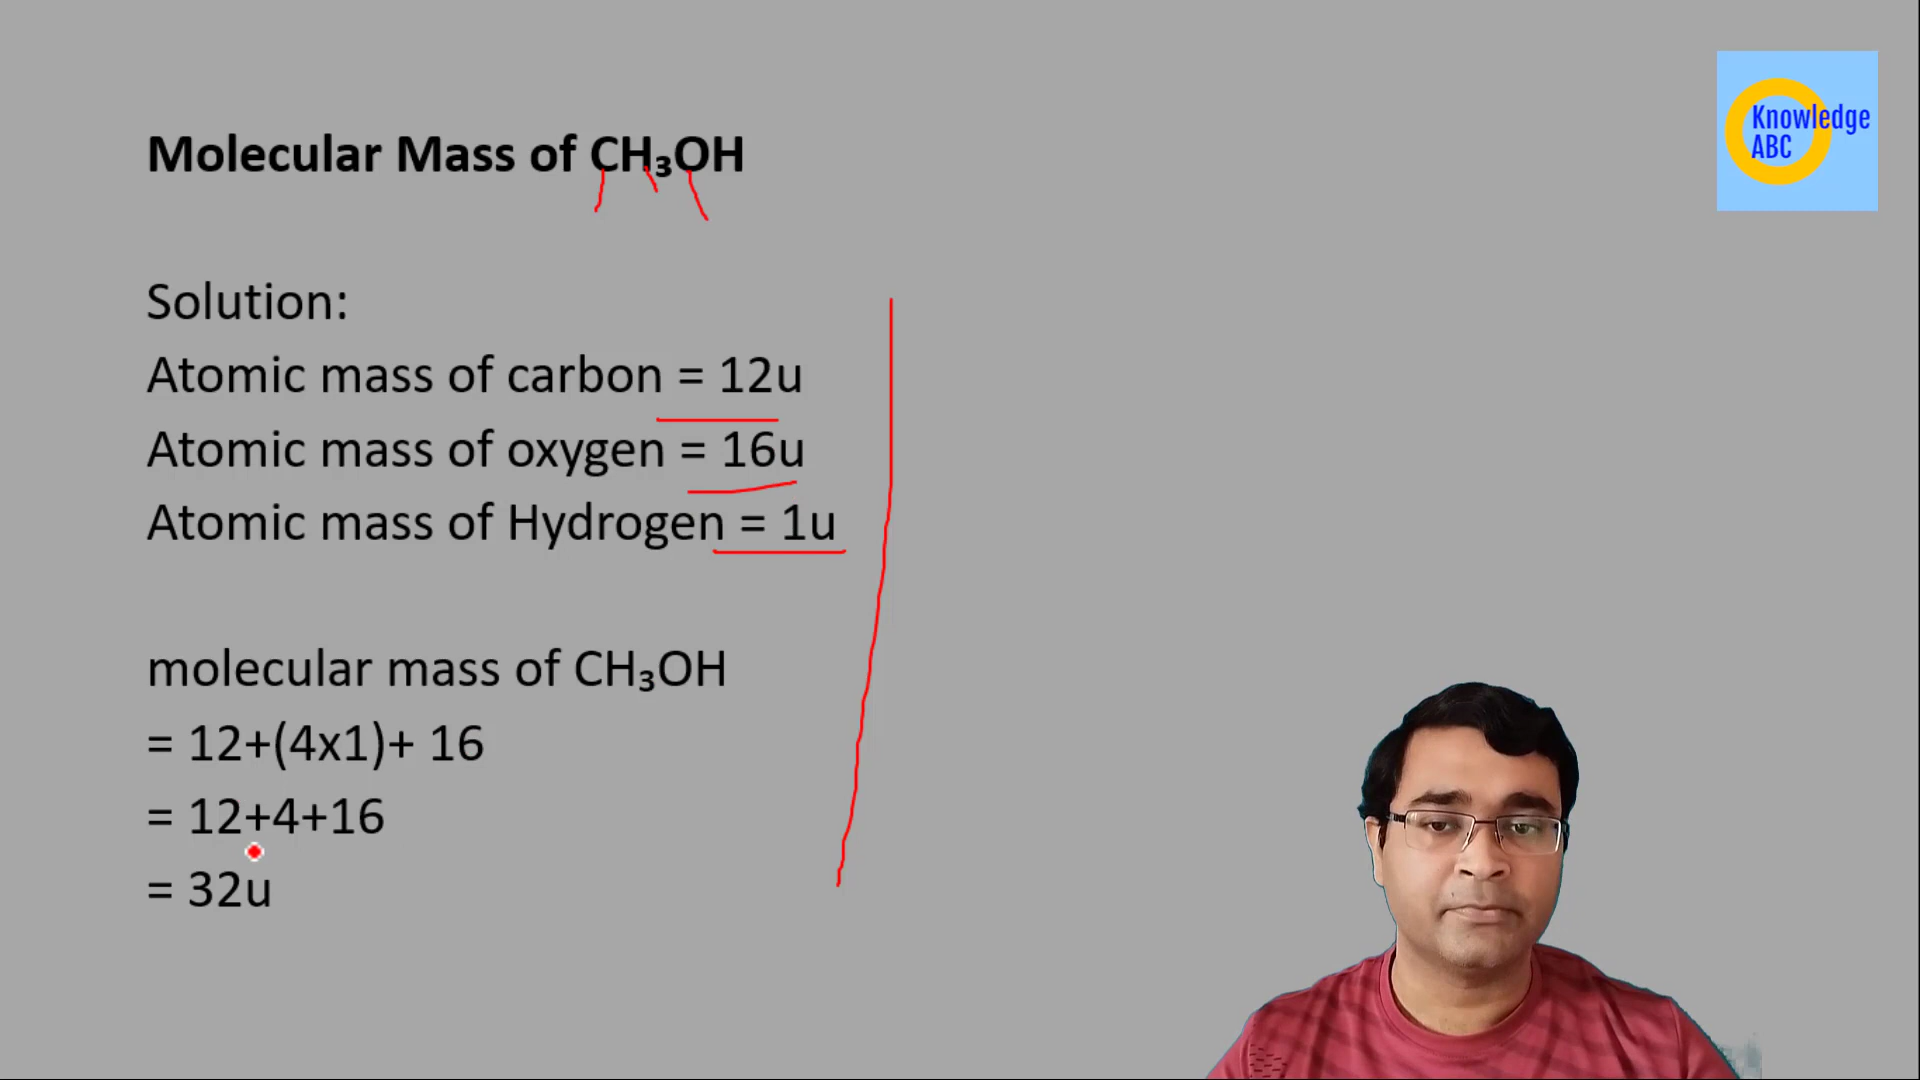 Knowledge
ABC
Molecular Mass of CH₃OH
Solution:
Atomic mass of carbon = 12u
Atomic mass of oxygen = 16u
Atomic mass of Hydrogen = 1u
molecular mass of CH₃OH
= 12+(4x1)+ 16
= 12+4+16
= 32u